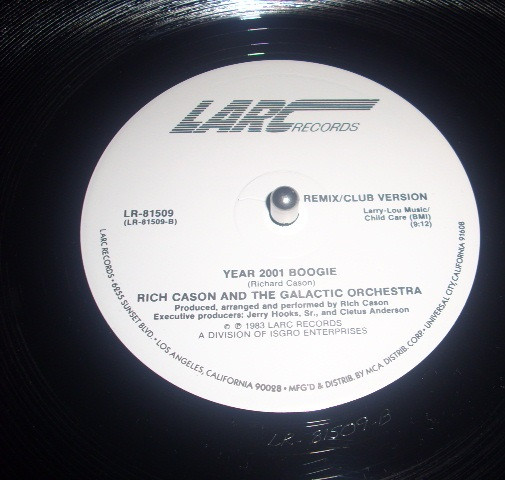 LARC RECORDS
REMIX/CLUB VERSION
LR-81509
(LR-81509-B)
Larry-Lou Music/
Child Care (BMI)
(9:12)
YEAR 2001 BOOGIE
(Richard Cason)
RICH CASON AND THE GALACTIC ORCHESTRA
Produced, arranged and performed by Rich Cason
Executive producers: Jerry Hooks, Sr., and Cletus Anderson
© ℗ 1983 LARC RECORDS
A DIVISION OF ISGRO ENTERPRISES
LARC RECORDS • 6255 SUNSET BLVD. • LOS ANGELES, CALIFORNIA 90028 • MFG'D & DISTRIB. BY MCA DISTRIB. CORP. • UNIVERSAL CITY, CALIFORNIA 91608
LR-81509-B